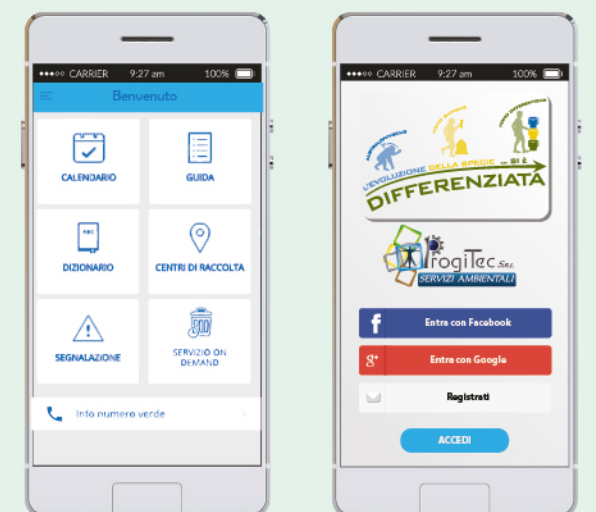 CARRIER 9:27 am 100%
Benvenuto
CALENDARIO
GUIDA
ABC
DIZIONARIO
CENTRI DI RACCOLTA
SEGNALAZIONE
SERVIZIO ON
DEMAND
Info numero verde
CARRIER 9:27 am 100%
L'EVOLUZIONE DELLA SPECIE ... SI È
DIFFERENZIATA
ProgiTec S.R.L.
SERVIZI AMBIENTALI
f Entra con Facebook
g+ Entra con Google
Registrati
ACCEDI